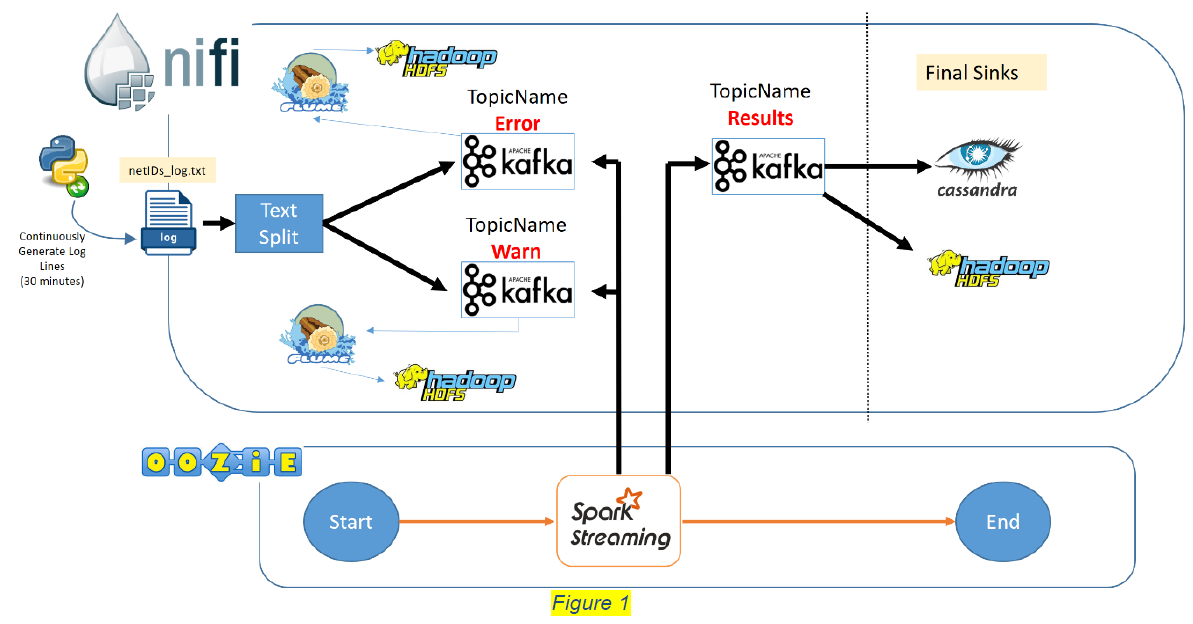 nifi
hadoop
HDFS
FLUME
TopicName
Error
APACHE
kafka
TopicName
Results
APACHE
kafka
Final Sinks
cassandra
hadoop
HDFS
netIDs_log.txt
log
Continuously
Generate Log
Lines
(30 minutes)
Text
Split
TopicName
Warn
APACHE
kafka
FLUME
hadoop
HDFS
OOZiE
Start
Spark
Streaming
End
Figure 1